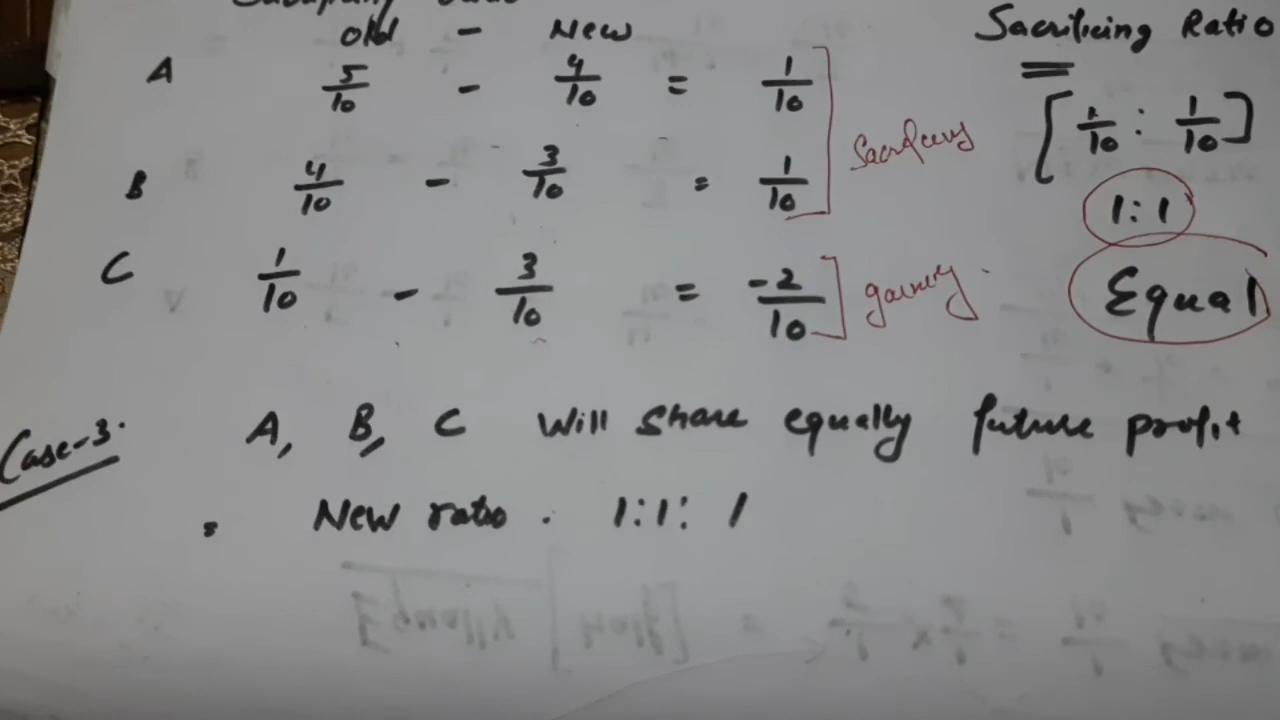 old - New
Sacrificing Ratio
A 5/10 - 4/10 = 1/10
[1/10 : 1/10]
B 4/10 - 3/10 = 1/10
1:1
C 1/10 - 3/10 = -2/10
Equal
Case-3. A, B, C Will Share equally future profit
New ratio. 1:1:1